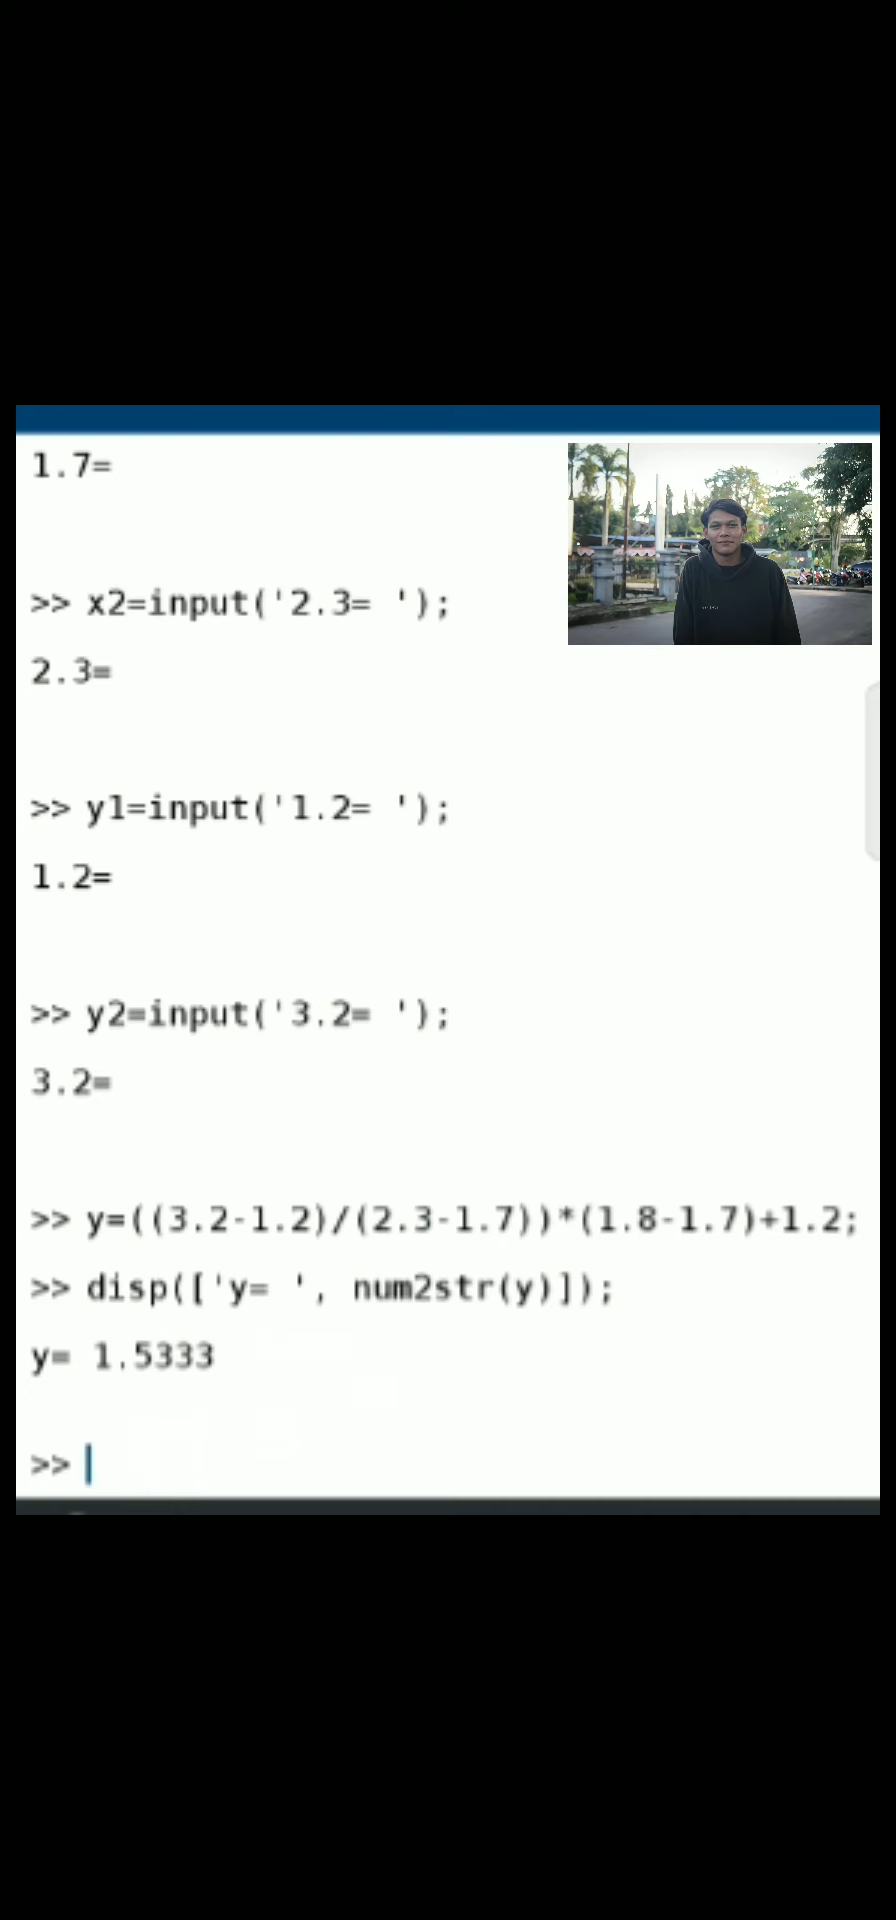 1.7=
>> x2=input('2.3= ');
2.3=
>> y1=input('1.2= ');
1.2=
>> y2=input('3.2= ');
3.2=
>> y=((3.2-1.2)/(2.3-1.7))*(1.8-1.7)+1.2;
>> disp(['y= ', num2str(y)]);
y= 1.5333
>>